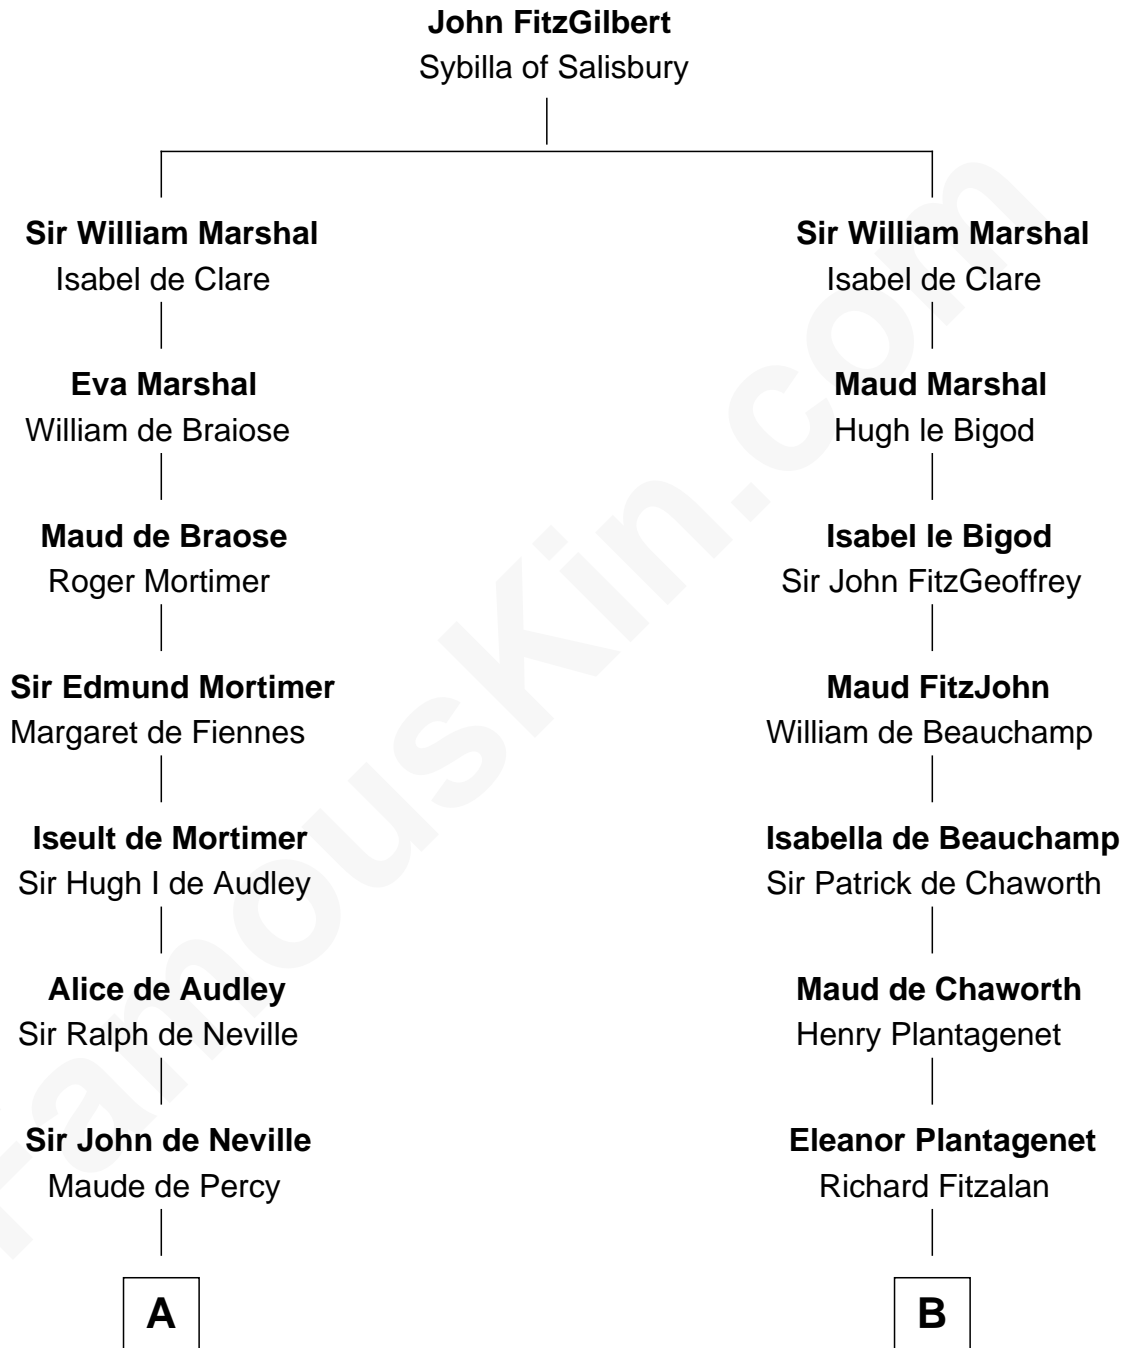 John FitzGilbert
Sybilla of Salisbury
Sir William Marshal
Isabel de Clare
Eva Marshal
William de Braiose
Maud de Braose
Roger Mortimer
Sir Edmund Mortimer
Margaret de Fiennes
Iseult de Mortimer
Sir Hugh I de Audley
Alice de Audley
Sir Ralph de Neville
Sir John de Neville
Maude de Percy
A
Sir William Marshal
Isabel de Clare
Maud Marshal
Hugh le Bigod
Isabel le Bigod
Sir John FitzGeoffrey
Maud FitzJohn
William de Beauchamp
Isabella de Beauchamp
Sir Patrick de Chaworth
Maud de Chaworth
Henry Plantagenet
Eleanor Plantagenet
Richard Fitzalan
B
FamousKin.com